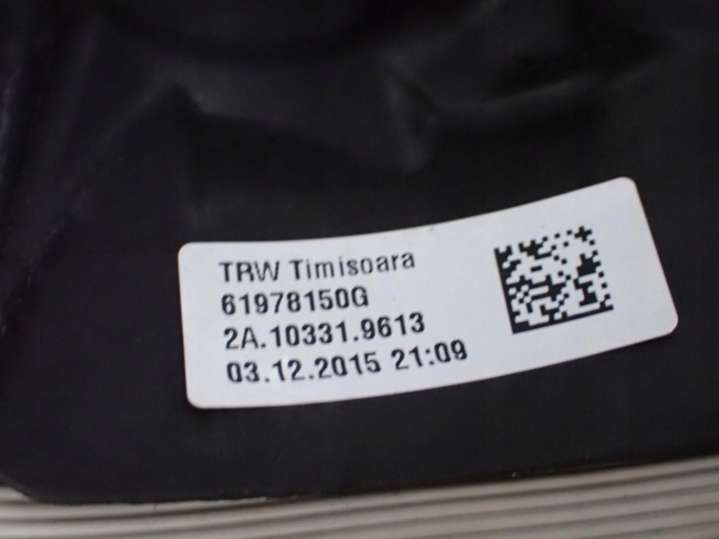 TRW Timisoara
61978150G
2A.10331.9613
03.12.2015 21:09